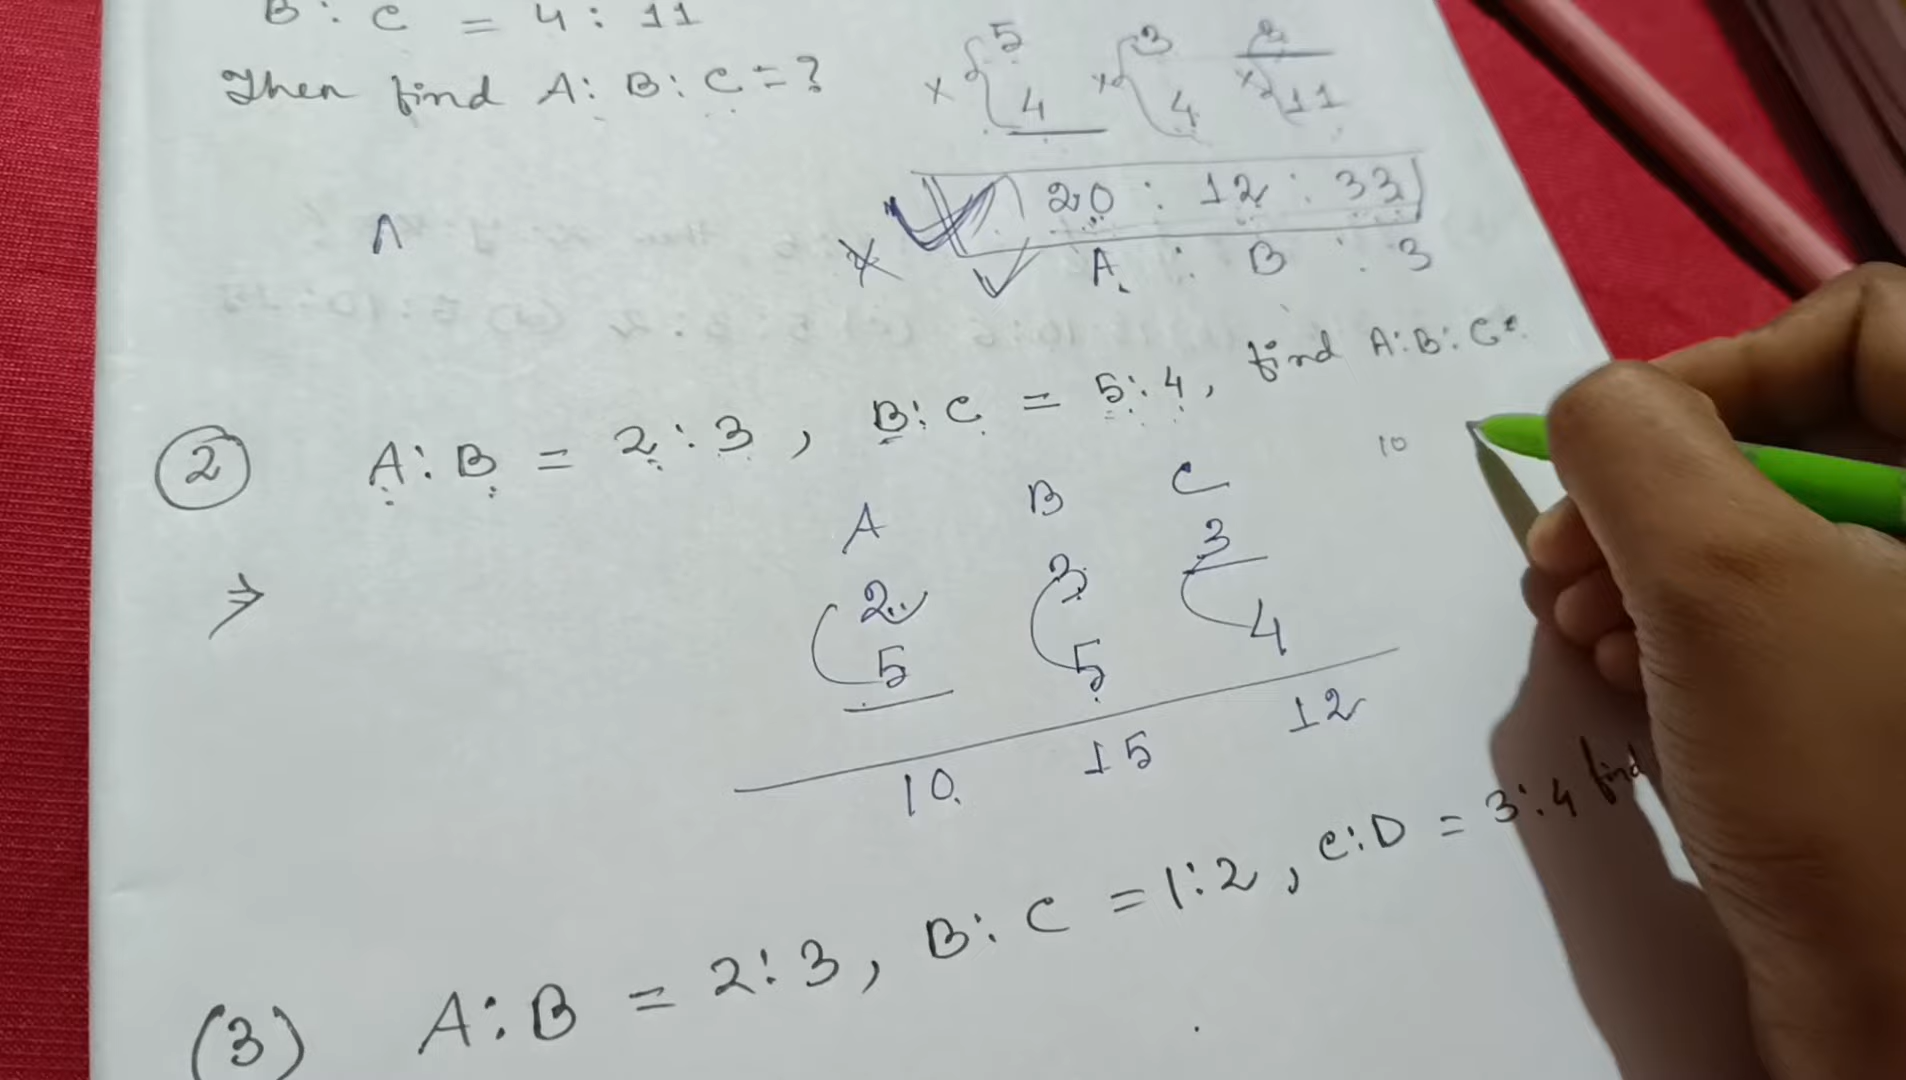 B : C = 4 : 11
Then find A : B : C = ?
× 5 4 × 3 4 × 3 11
20 : 12 : 33
A : B : 3
(2) A : B = 2 : 3 , B : C = 5 : 4 , find A : B : C
10
⇒ A B C
2 3 3
5 5 4
10 15 12
(3) A : B = 2 : 3 , B : C = 1 : 2 , C : D = 3 : 4 find